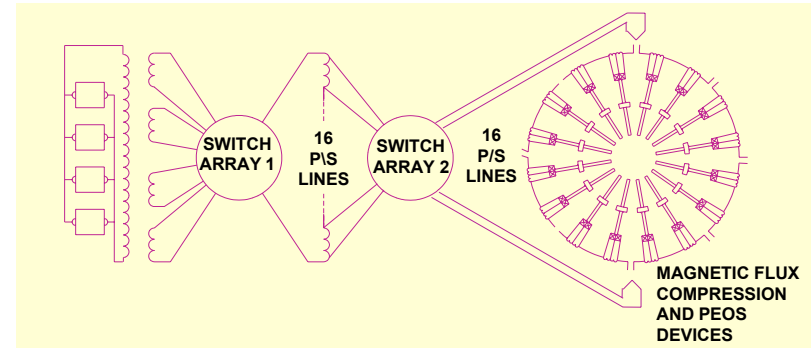 SWITCH
ARRAY 1
16
P\S
LINES
SWITCH
ARRAY 2
16
P/S
LINES
MAGNETIC FLUX
COMPRESSION
AND PEOS
DEVICES